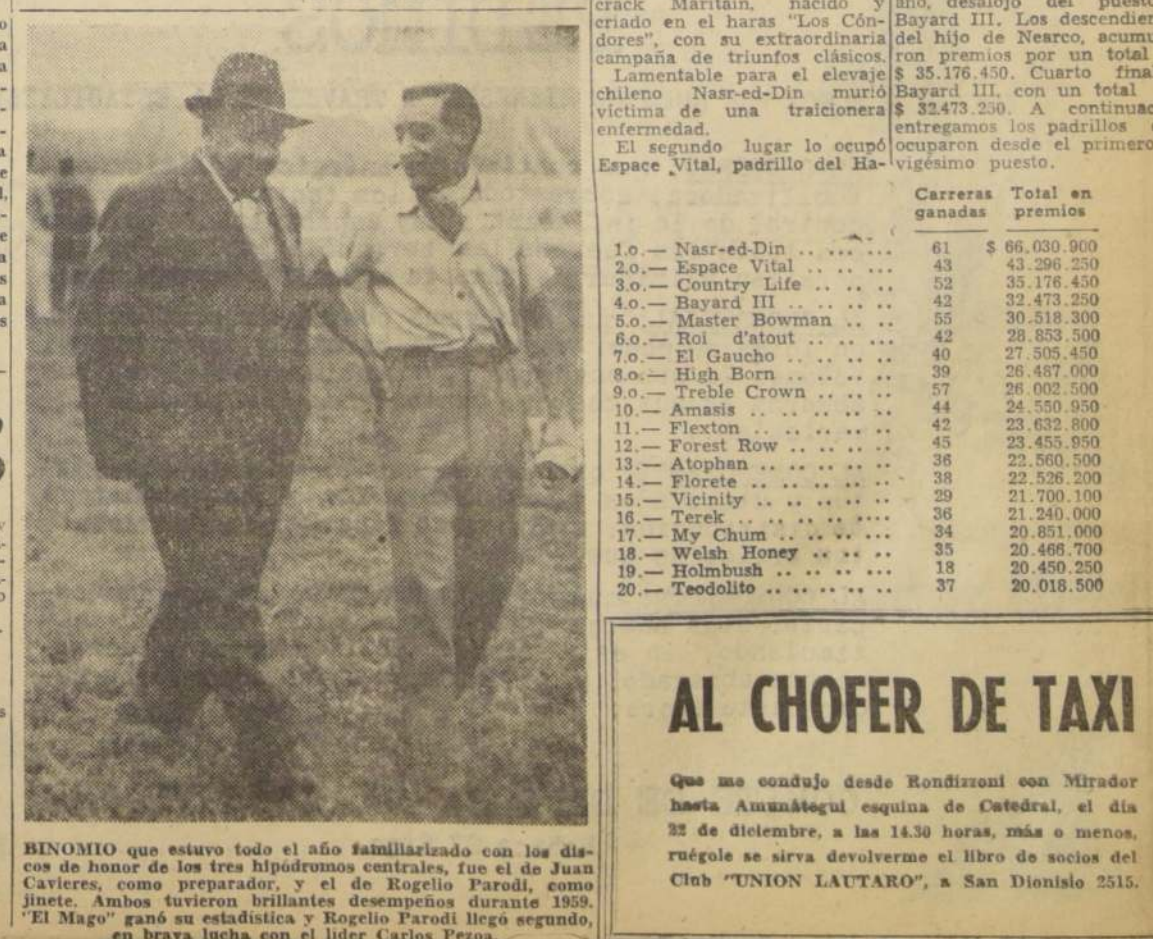 BINOMIO que estuvo todo el año familiarizado con los dis-
cos de honor de los tres hipódromos centrales, fue el de Juan
Cavieres, como preparador, y el de Rogelio Parodi, como
jinete. Ambos tuvieron brillantes desempeños durante 1959.
"El Mago" ganó su estadística y Rogelio Parodi llegó segundo,
en brava lucha con el líder Carlos Pezoa.
crack Maritain, nacido y
criado en el haras "Los Cón-
dores", con su extraordinaria
campaña de triunfos clásicos.
Lamentable para el elevaje
chileno Nasr-ed-Din murió
víctima de una traicionera
enfermedad.
El segundo lugar lo ocupó
Espace Vital, padrillo del Ha-
año, desalojó del puesto
Bayard III. Los descendien
del hijo de Nearco, acumu
ron premios por un total
$ 35.176.450. Cuarto fina
Bayard III, con un total
$ 32.473.250. A continuac
entregamos los padrillos
ocuparon desde el primero
vigésimo puesto.
Carreras Total en
ganadas premios
1.o.— Nasr-ed-Din .. ... ... 61 $ 66.030.900
2.o.— Espace Vital .. .. ... 43 43.296.250
3.o.— Country Life .. .. .. 52 35.176.450
4.o.— Bayard III .. .. .. .. 42 32.473.250
5.o.— Master Bowman .. .. 55 30.518.300
6.o.— Roi d'atout .. .. ... 42 28.853.500
7.o.— El Gaucho .. .. .. .. 40 27.505.450
8.o.— High Born .. .. .. .. 39 26.487.000
9.o.— Treble Crown .. .. .. 57 26.002.500
10.— Amasis .. .. .. .. .. 44 24.550.950
11.— Flexton .. .. .. .. .. 42 23.632.800
12.— Forest Row .. .. .. .. 45 23.455.950
13.— Atophan .. .. .. .. .. 36 22.560.500
14.— Florete .. .. .. .. .. 38 22.526.200
15.— Vicinity .. .. .. .. .. 29 21.700.100
16.— Terek .. .. .. .. .... 36 21.240.000
17.— My Chum .. .. .. ... 34 20.851.000
18.— Welsh Honey .. .. .. 35 20.466.700
19.— Holmbush .. .. .. ... 18 20.450.250
20.— Teodolito .. .. .. .. .. 37 20.018.500
AL CHOFER DE TAXI
Que me condujo desde Rondizzoni con Mirador
hasta Amunátegui esquina de Catedral, el día
22 de diciembre, a las 14.30 horas, más o menos,
ruégole se sirva devolverme el libro de socios del
Club "UNION LAUTARO", a San Dionisio 2515.